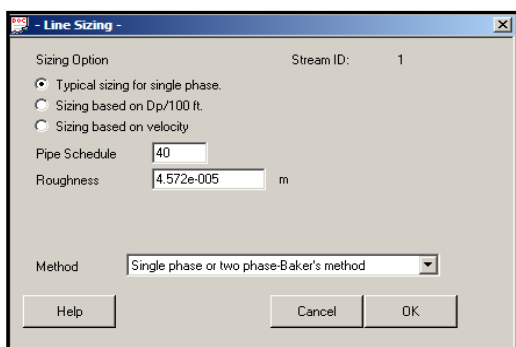 - Line Sizing -
Sizing Option Stream ID: 1
Typical sizing for single phase.
Sizing based on Dp/100 ft.
Sizing based on velocity
Pipe Schedule 40
Roughness 4.572e-005 m
Method Single phase or two phase-Baker's method
Help Cancel OK